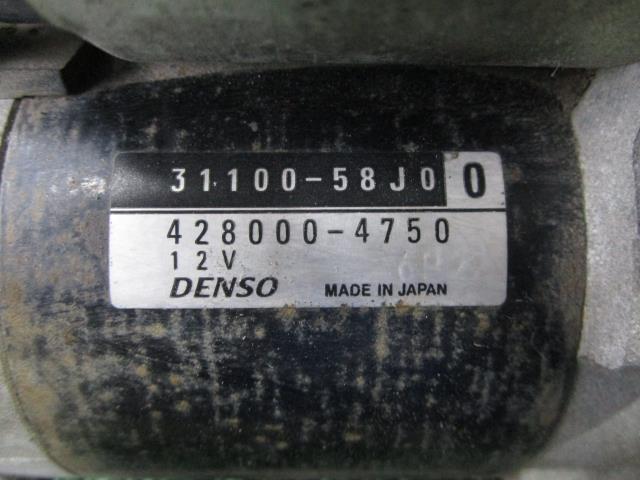 31100-58J0 0
428000-4750
12V
DENSO MADE IN JAPAN